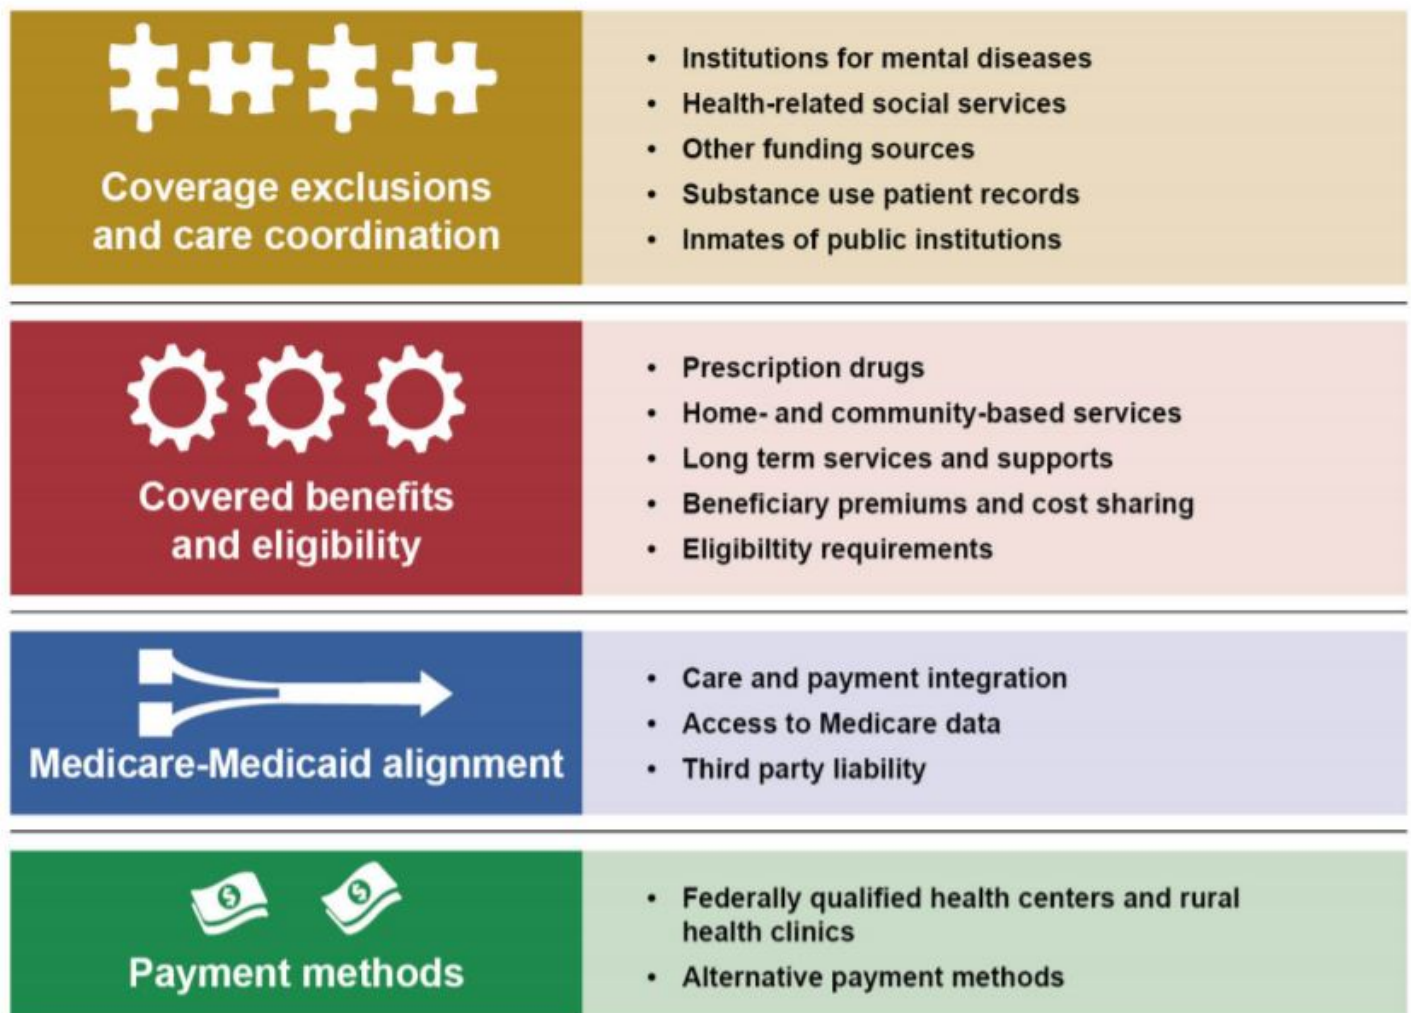 Coverage exclusions
and care coordination
• Institutions for mental diseases
• Health-related social services
• Other funding sources
• Substance use patient records
• Inmates of public institutions
Covered benefits
and eligibility
• Prescription drugs
• Home- and community-based services
• Long term services and supports
• Beneficiary premiums and cost sharing
• Eligibiltity requirements
Medicare-Medicaid alignment
• Care and payment integration
• Access to Medicare data
• Third party liability
$ $
Payment methods
• Federally qualified health centers and rural
health clinics
• Alternative payment methods